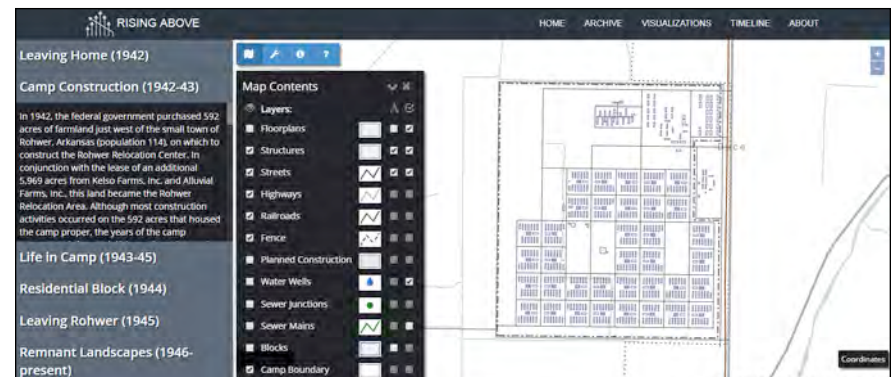 RISING ABOVE
HOME ARCHIVE VISUALIZATIONS TIMELINE ABOUT
Leaving Home (1942)
Camp Construction (1942-43)
In 1942, the federal government purchased 592
acres of farmland just west of the small town of
Rohwer, Arkansas (population 114), on which to
construct the Rohwer Relocation Center. In
conjunction with the lease of an additional
5,969 acres from Kelso Farms, Inc. and Alluvial
Farms, Inc., this land became the Rohwer
Relocation Area. Although most construction
activities occurred on the 592 acres that housed
the camp proper, the years of the camp
Life in Camp (1943-45)
Residential Block (1944)
Leaving Rohwer (1945)
Remnant Landscapes (1946-
present)
Map Contents
Layers:
Floorplans
Structures
Streets
Highways
Railroads
Fence
Planned Construction
Water Wells
Sewer Junctions
Sewer Mains
Blocks
Camp Boundary
Coordinates